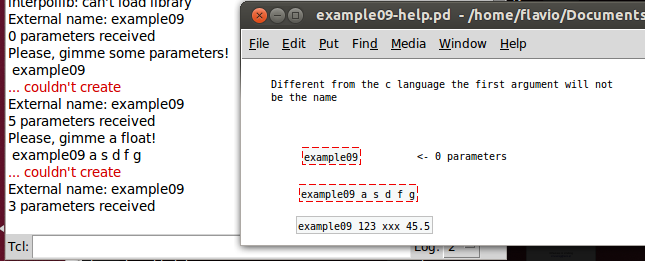 interpollib: can't load library
External name: example09
0 parameters received
Please, gimme some parameters!
example09
... couldn't create
External name: example09
5 parameters received
Please, gimme a float!
example09 a s d f g
... couldn't create
External name: example09
3 parameters received
Tcl:
Log: 2
example09-help.pd - /home/flavio/Documents
File Edit Put Find Media Window Help
Different from the c language the first argument will not
be the name
example09 <- 0 parameters
example09 a s d f g
example09 123 xxx 45.5